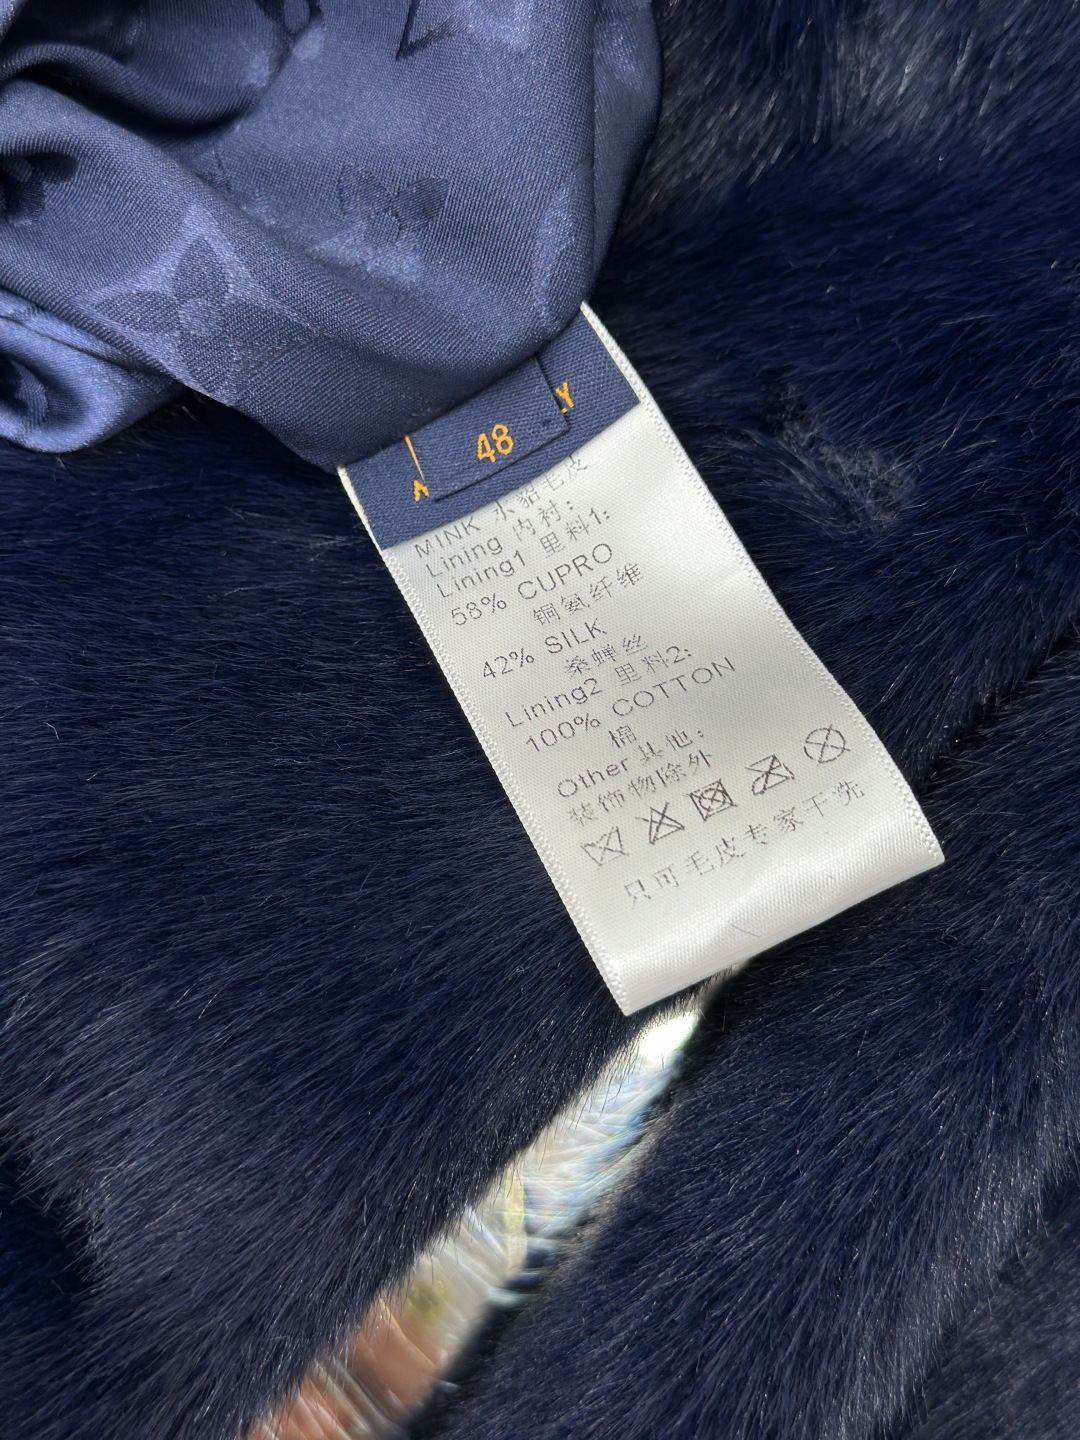 48
Y
MINK 水貂毛皮
Lining 内衬:
Lining1 里料1:
58% CUPRO
铜氨纤维
42% SILK
桑蝉丝
Lining2 里料2:
100% COTTON
棉
Other 其他:
装饰物除外
只可毛皮专家干洗